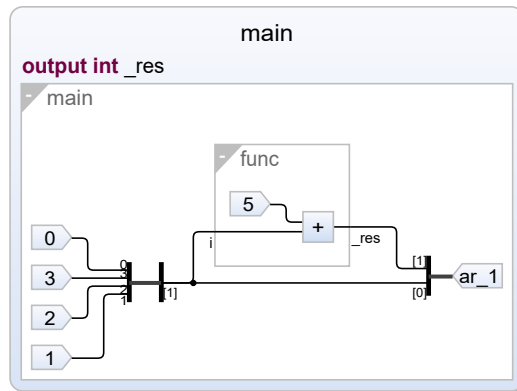 main
output int _res
- main
- func
5
+
i
_res
0
3
2
1
0
3
2
1
[1]
[1]
[0]
ar_1